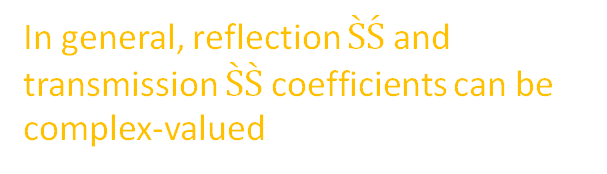 In general, reflection S̀Ś and
transmission S̀S̀ coefficients can be
complex-valued